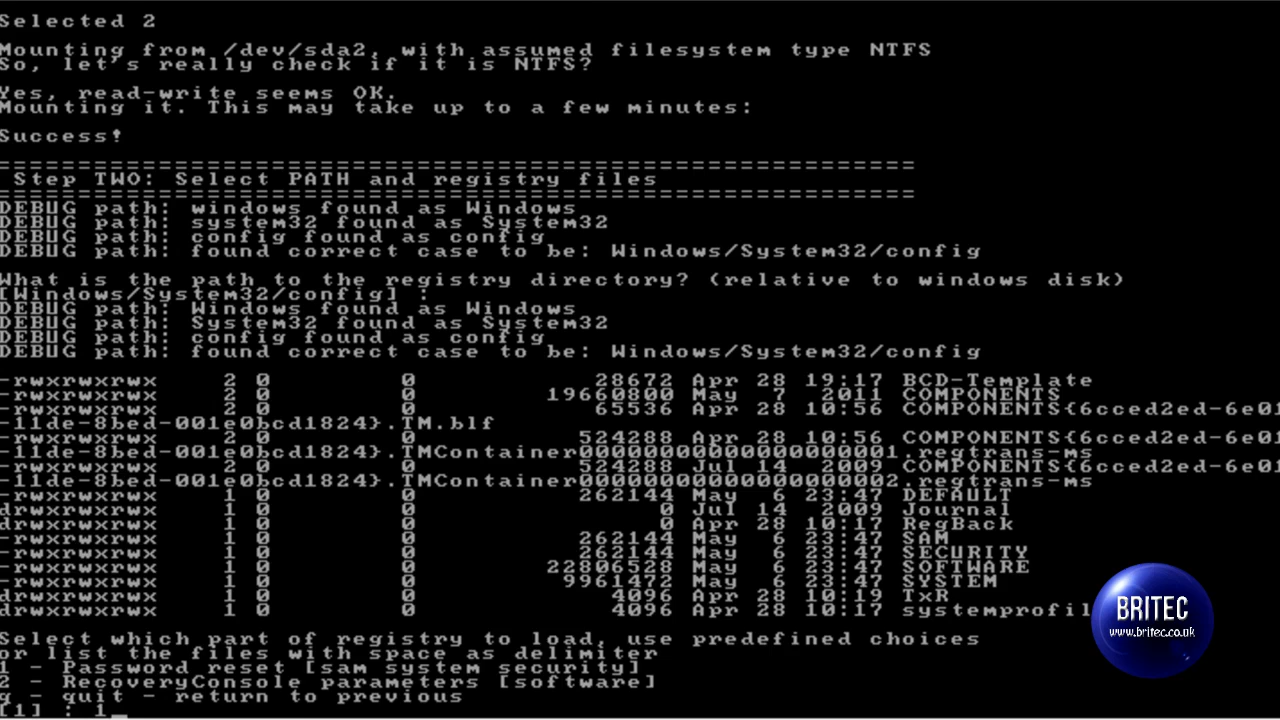 Selected 2
Mounting from /dev/sda2, with assumed filesystem type NTFS
So, let's really check if it is NTFS?
Yes, read-write seems OK.
Mounting it. This may take up to a few minutes:
Success!
=========================================================
Step TWO: Select PATH and registry files
=========================================================
DEBUG path: windows found as Windows
DEBUG path: system32 found as System32
DEBUG path: config found as config
DEBUG path: found correct case to be: Windows/System32/config
What is the path to the registry directory? (relative to windows disk)
[Windows/System32/config] :
DEBUG path: Windows found as Windows
DEBUG path: System32 found as System32
DEBUG path: config found as config
DEBUG path: found correct case to be: Windows/System32/config
-rwxrwxrwx 2 0 0 28672 Apr 28 19:17 BCD-Template
-rwxrwxrwx 2 0 0 19660800 May 7 2011 COMPONENTS
-rwxrwxrwx 2 0 0 65536 Apr 28 10:56 COMPONENTS{6cced2ed-6e01
-11de-8bed-001e0bcd1824}.TM.blf
-rwxrwxrwx 2 0 0 524288 Apr 28 10:56 COMPONENTS{6cced2ed-6e01
-11de-8bed-001e0bcd1824}.TMContainer00000000000000000001.regtrans-ms
-rwxrwxrwx 2 0 0 524288 Jul 14 2009 COMPONENTS{6cced2ed-6e01
-11de-8bed-001e0bcd1824}.TMContainer00000000000000000002.regtrans-ms
-rwxrwxrwx 1 0 0 262144 May 6 23:47 DEFAULT
drwxrwxrwx 1 0 0 0 Jul 14 2009 Journal
drwxrwxrwx 1 0 0 0 Apr 28 10:17 RegBack
-rwxrwxrwx 1 0 0 262144 May 6 23:47 SAM
-rwxrwxrwx 1 0 0 262144 May 6 23:47 SECURITY
-rwxrwxrwx 1 0 0 22806528 May 6 23:47 SOFTWARE
-rwxrwxrwx 1 0 0 9961472 May 6 23:47 SYSTEM
drwxrwxrwx 1 0 0 4096 Apr 28 10:19 TxR
drwxrwxrwx 1 0 0 4096 Apr 28 10:17 systemprofil
Select which part of registry to load, use predefined choices
or list the files with space as delimiter
1 - Password reset [sam system security]
2 - RecoveryConsole parameters [software]
q - quit - return to previous
[1] : 1_
BRITEC
www.britec.co.uk